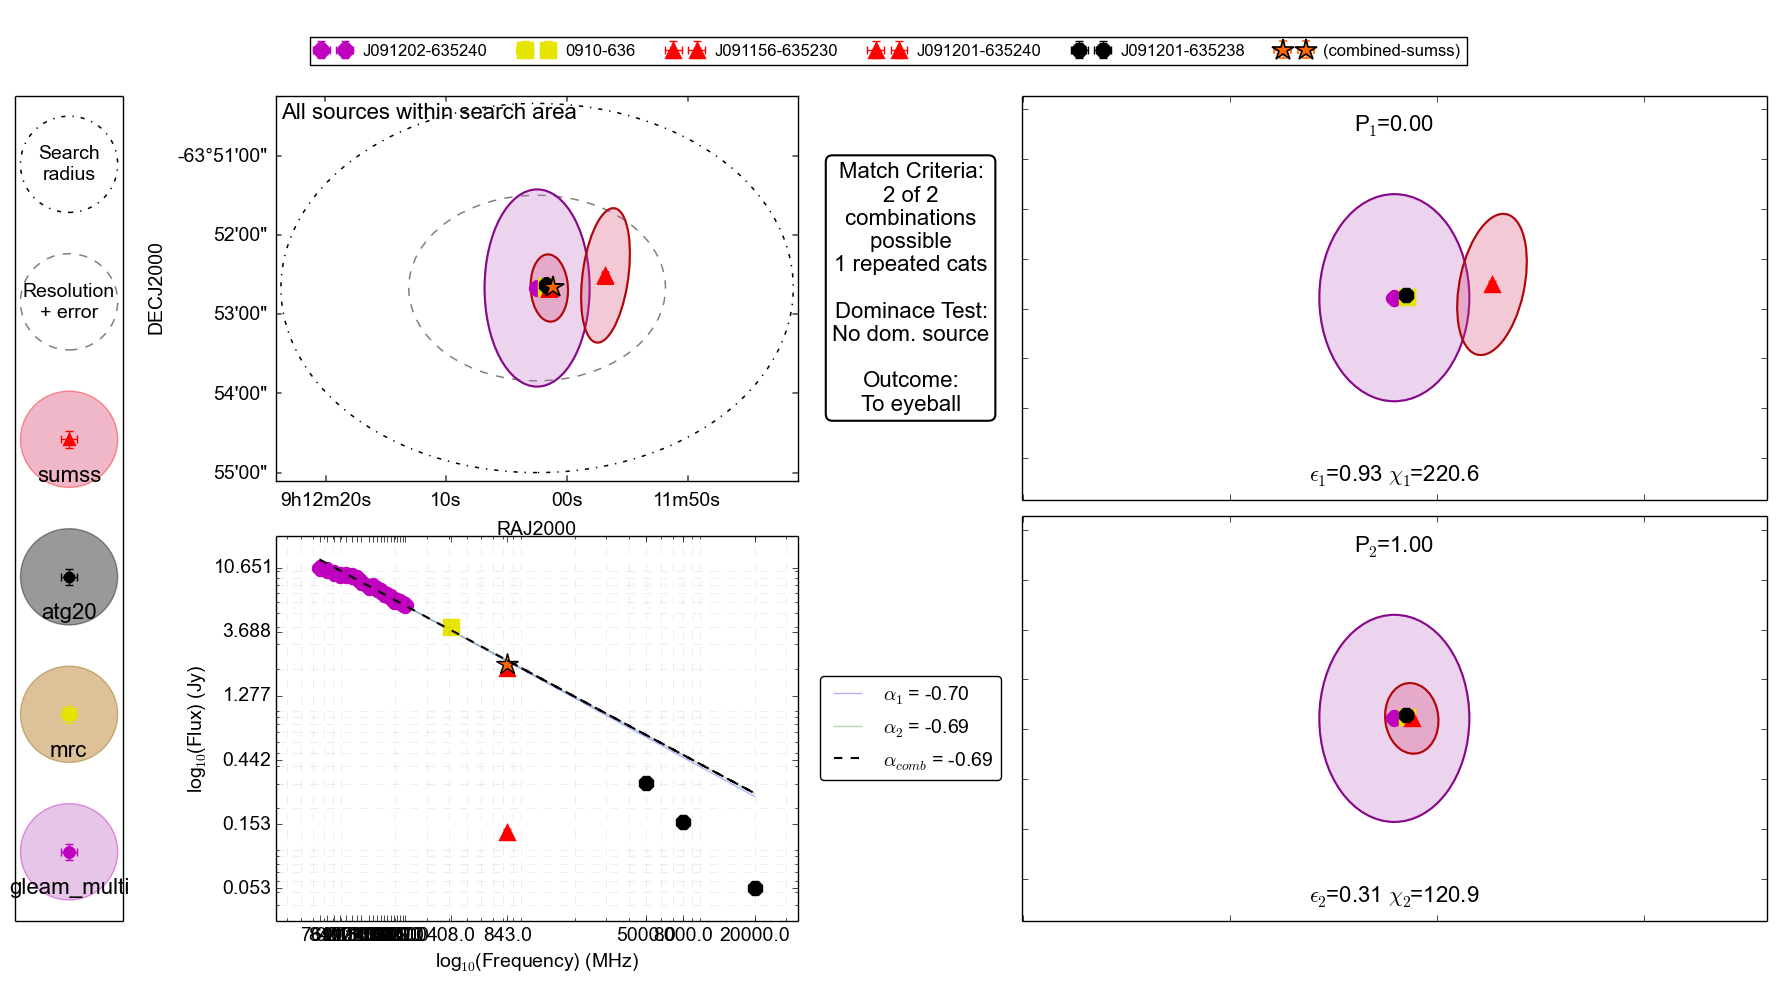 J091202-635240
0910-636
J091156-635230
J091201-635240
J091201-635238
(combined-sumss)
Search
radius
Resolution
+ error
sumss
atg20
mrc
gleam_multi
All sources within search area
DECJ2000
-63°51'00"
52'00"
53'00"
54'00"
55'00"
9h12m20s
10s
00s
11m50s
RAJ2000
Match Criteria:
2 of 2
combinations
possible
1 repeated cats
Dominace Test:
No dom. source
Outcome:
To eyeball
P1=0.00
ϵ1=0.93 χ1=220.6
P2=1.00
ϵ2=0.31 χ2=120.9
log10(Flux) (Jy)
10.651
3.688
1.277
0.442
0.153
0.053
408.0
843.0
5000.0
8000.0
20000.0
log10(Frequency) (MHz)
α1 = -0.70
α2 = -0.69
αcomb = -0.69